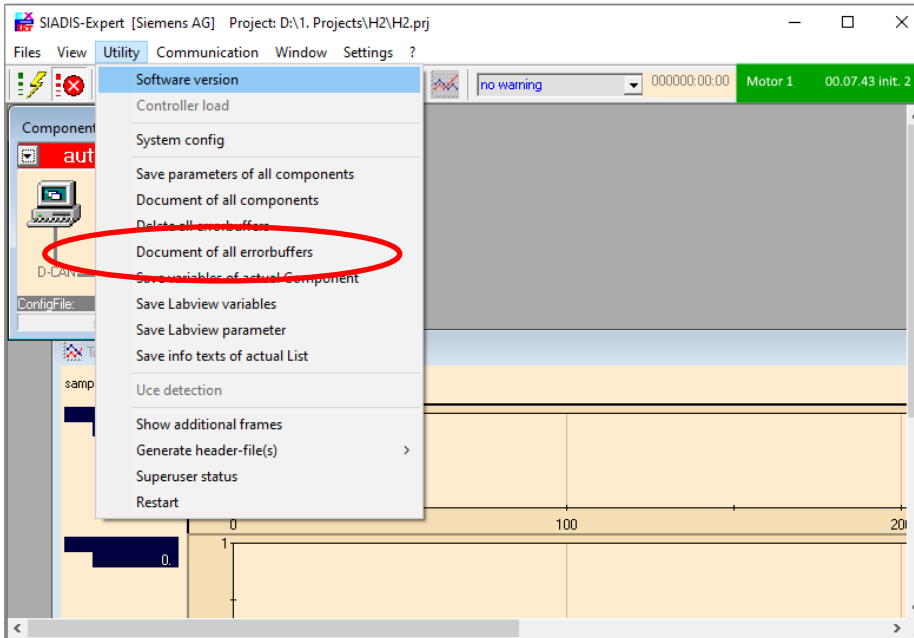 SIADIS-Expert [Siemens AG] Project: D:\1. Projects\H2\H2.prj
Files View Utility Communication Window Settings ?
no warning 000000:00:00 Motor 1 00.07.43 init. 2
Software version
Controller load
System config
Save parameters of all components
Document of all components
Delete all errorbuffers
Document of all errorbuffers
Save variables of actual Component
Save Labview variables
Save Labview parameter
Save info texts of actual List
Uce detection
Show additional frames
Generate header-file(s)
Superuser status
Restart
Component
aut
D-CAN
ConfigFile:
samp
0 100 20
1
0.